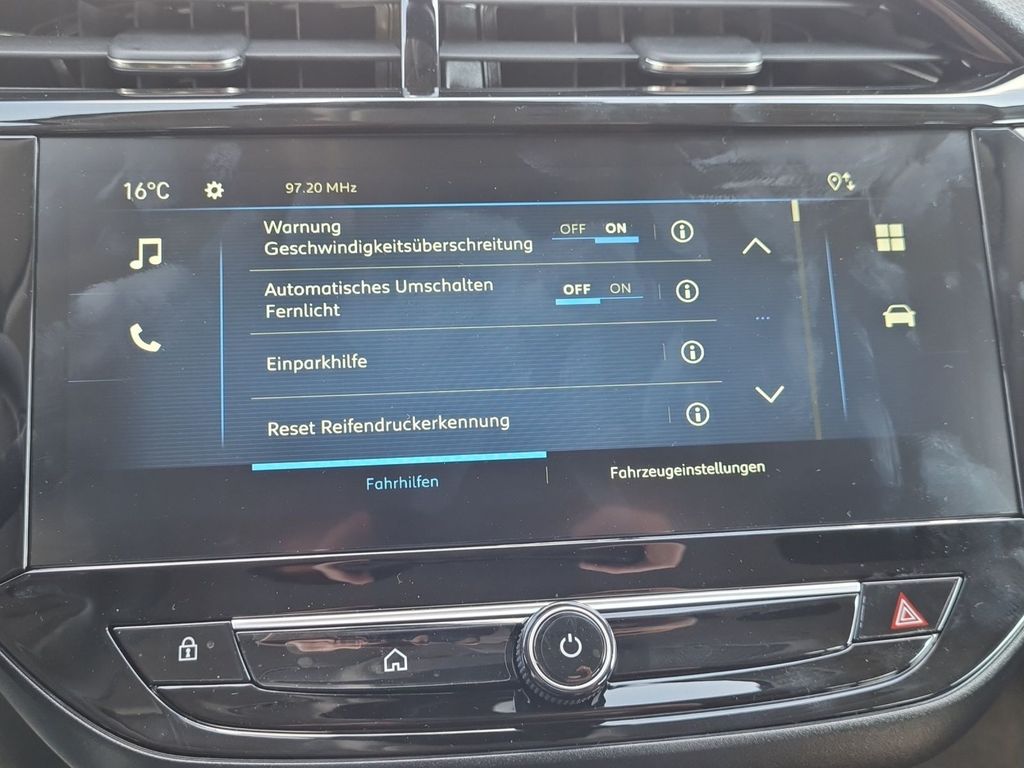 16°C 97.20 MHz
Warnung
Geschwindigkeitsüberschreitung OFF ON
Automatisches Umschalten
Fernlicht OFF ON
Einparkhilfe
Reset Reifendruckerkennung
Fahrhilfen Fahrzeugeinstellungen